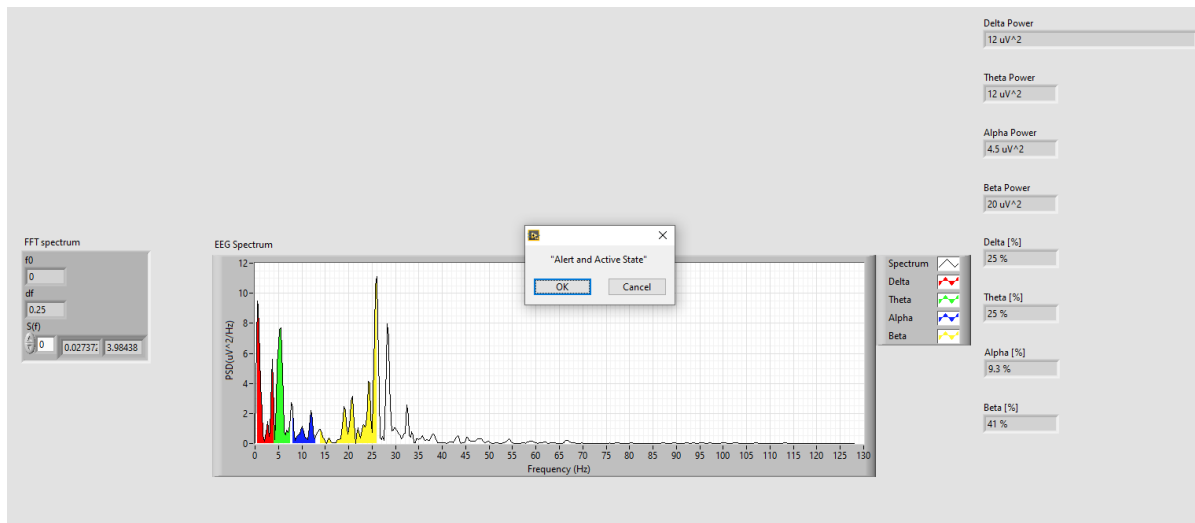 Delta Power
12 uV^2
Theta Power
12 uV^2
Alpha Power
4.5 uV^2
Beta Power
20 uV^2
Delta [%]
25 %
Theta [%]
25 %
Alpha [%]
9.3 %
Beta [%]
41 %
FFT spectrum
f0
0
df
0.25
S(f)
0 0.02737 3.98438
EEG Spectrum
"Alert and Active State"
OK Cancel
Spectrum
Delta
Theta
Alpha
Beta
PSD(uV^2/Hz)
12
10
8
6
4
2
0
0 5 10 15 20 25 30 35 40 45 50 55 60 65 70 75 80 85 90 95 100 105 110 115 120 125 130
Frequency (Hz)